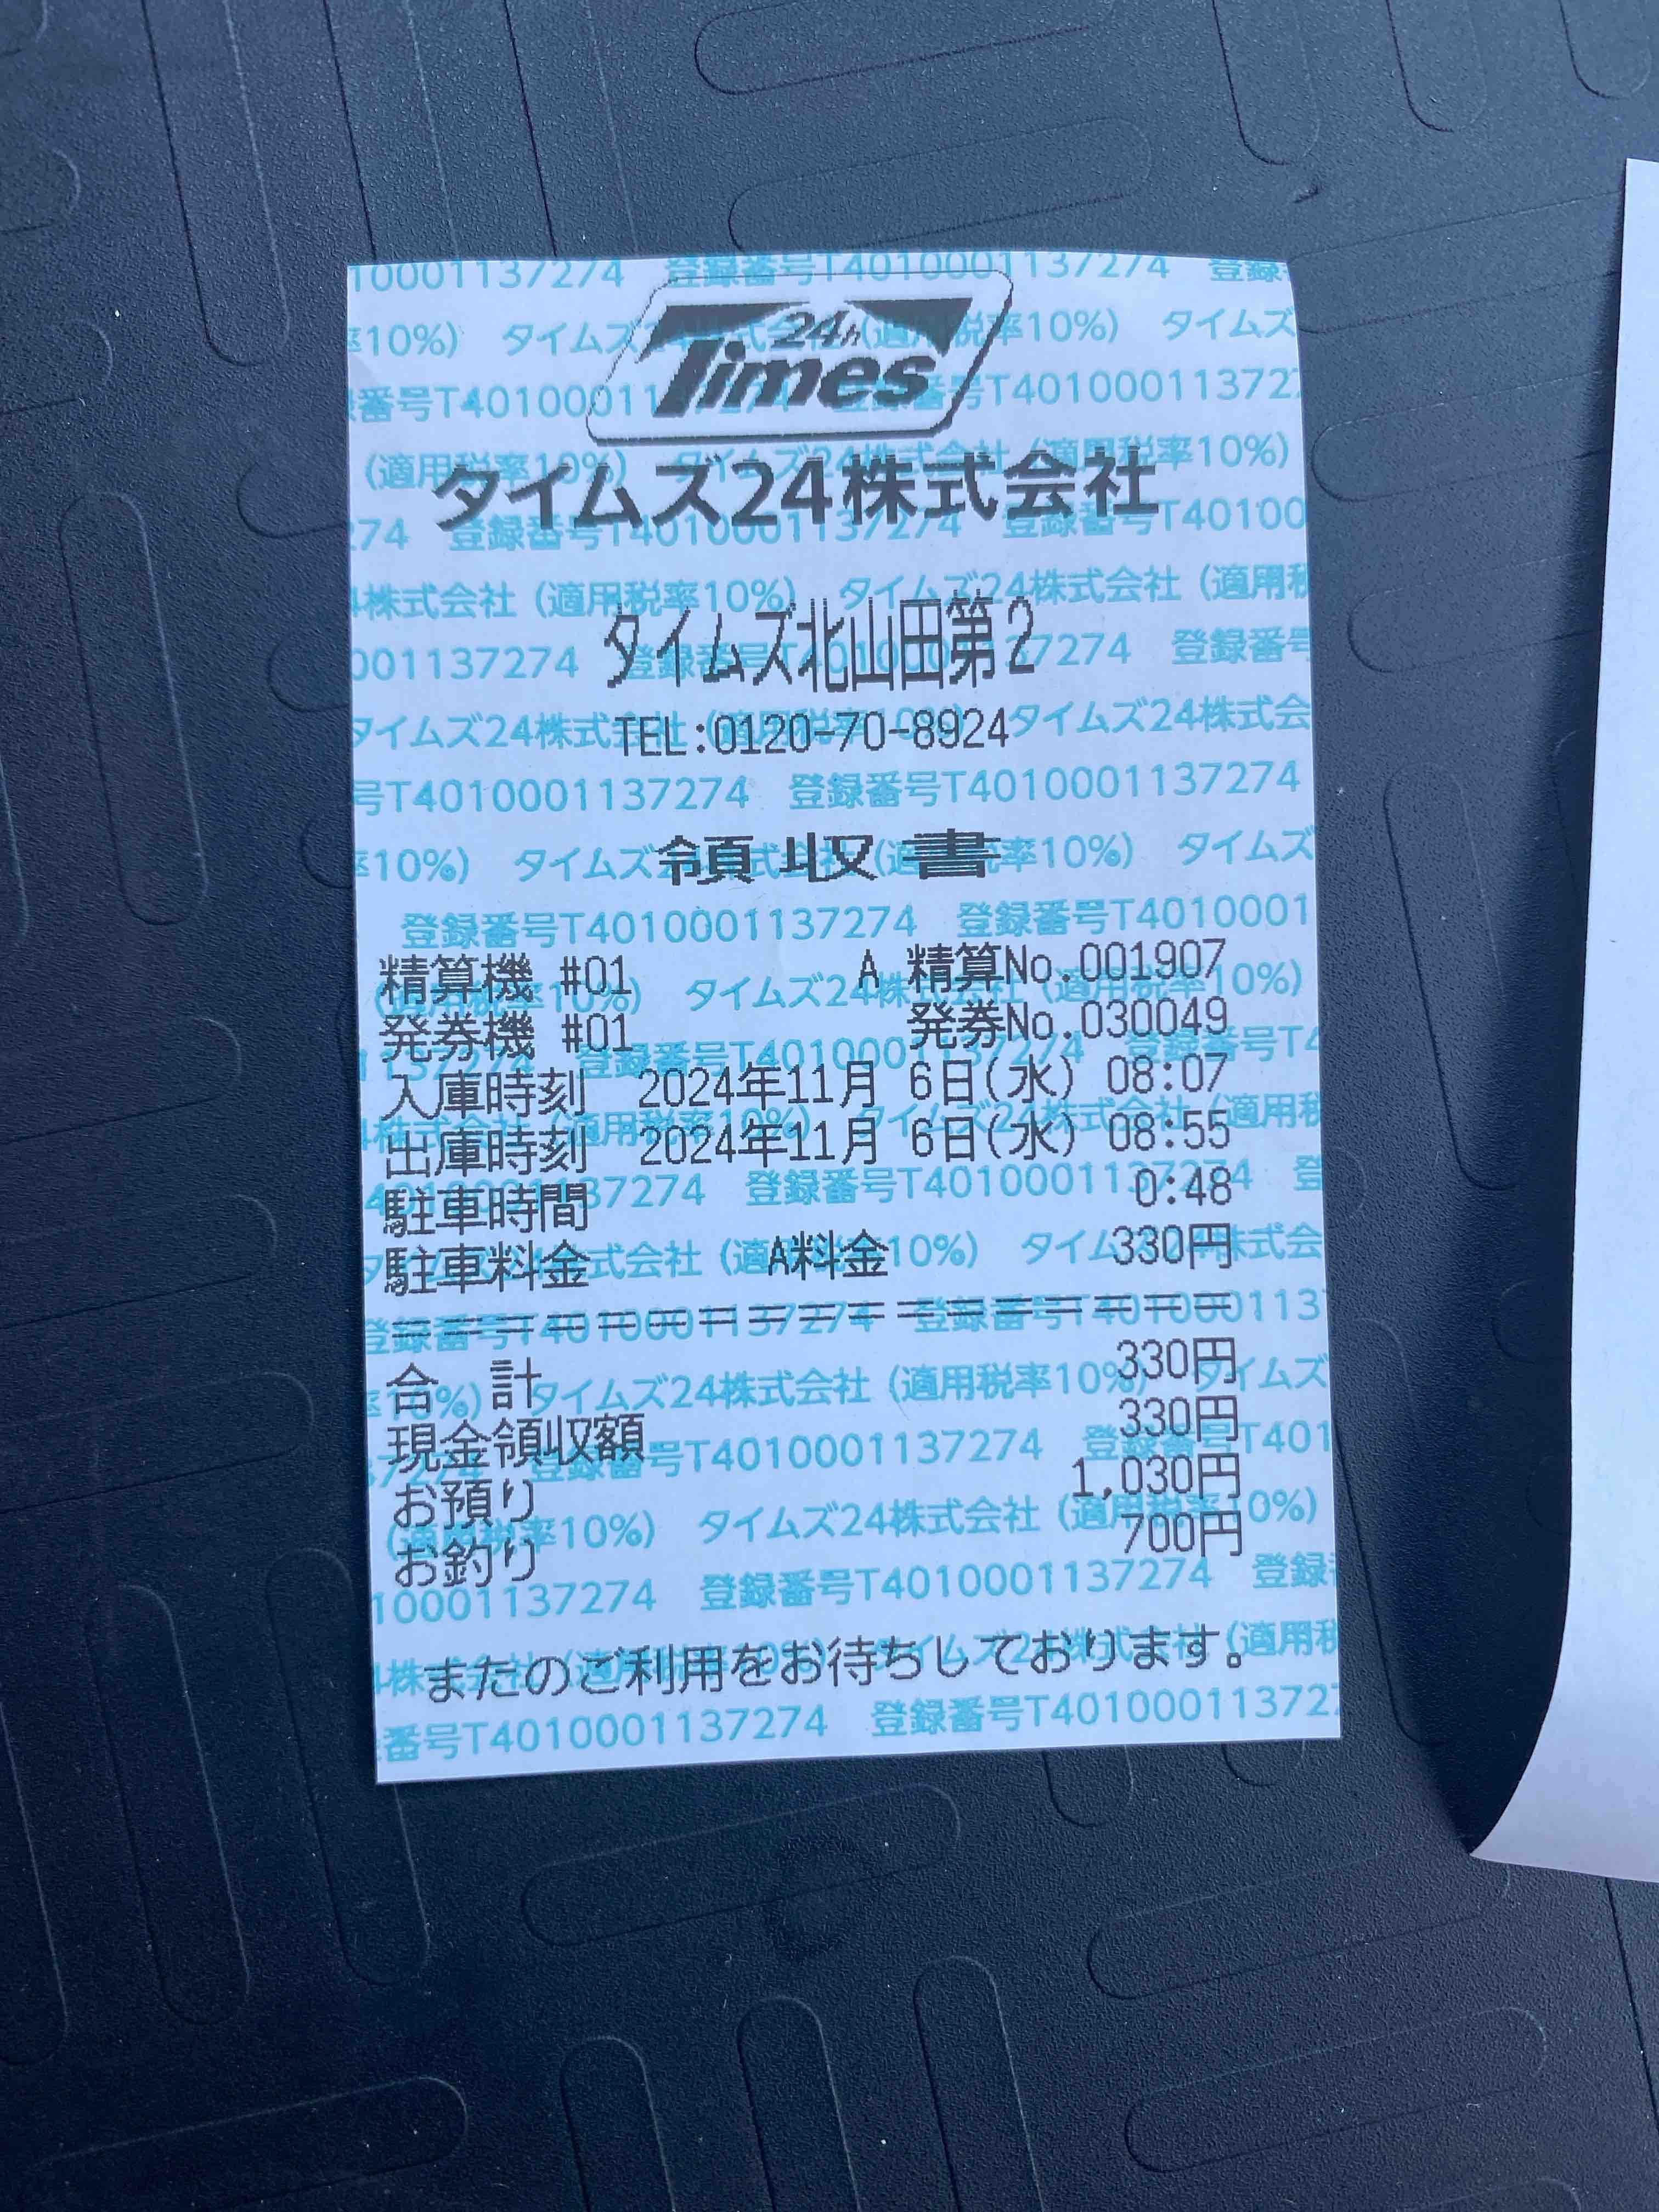 24h
Times
タイムズ24株式会社
タイムズ北山田第2
TEL:0120-70-8924
領収書
精算機 #01 A 精算No.001907
発券機 #01 発券No.030049
入庫時刻 2024年11月 6日(水) 08:07
出庫時刻 2024年11月 6日(水) 08:55
駐車時間 0:48
駐車料金 A料金 330円
==================
合 計 330円
現金領収額 330円
お預り 1,030円
お釣り 700円
またのご利用をお待ちしております。
タイムズ24株式会社 (適用税率10%)
登録番号T4010001137274